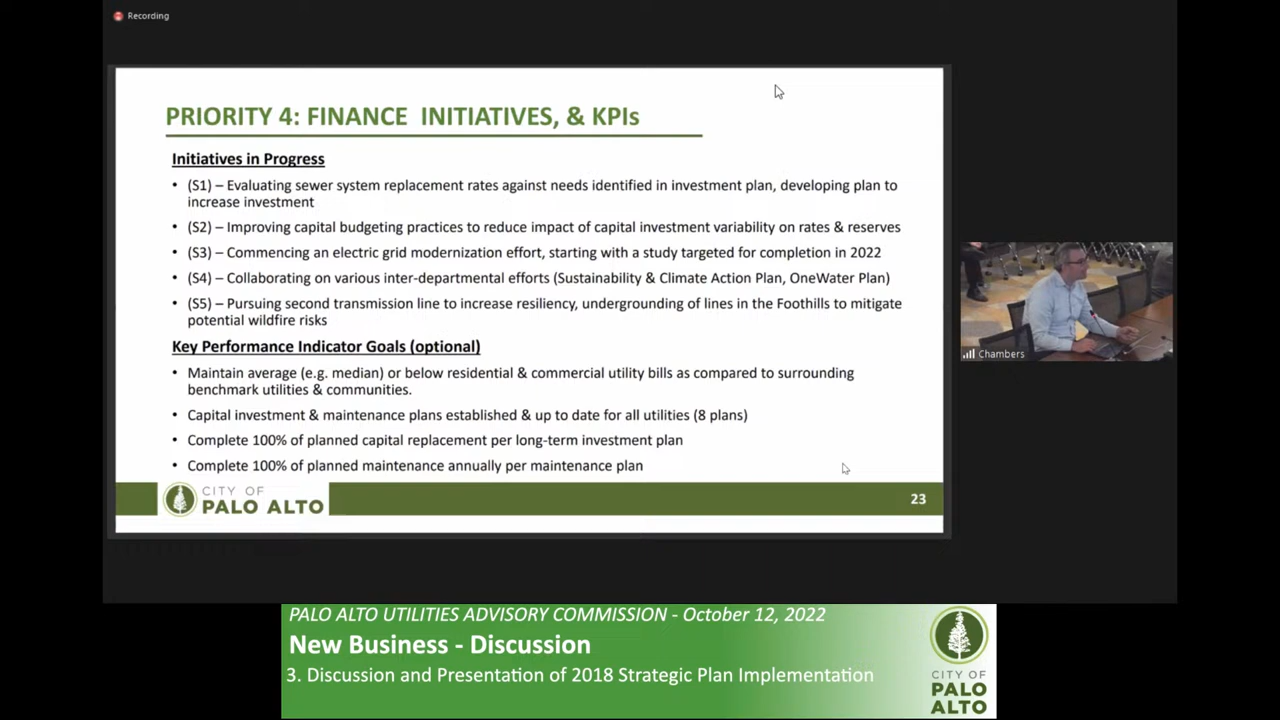 Recording
PRIORITY 4: FINANCE INITIATIVES, & KPIs
Initiatives in Progress
• (S1) – Evaluating sewer system replacement rates against needs identified in investment plan, developing plan to
increase investment
• (S2) – Improving capital budgeting practices to reduce impact of capital investment variability on rates & reserves
• (S3) – Commencing an electric grid modernization effort, starting with a study targeted for completion in 2022
• (S4) – Collaborating on various inter-departmental efforts (Sustainability & Climate Action Plan, OneWater Plan)
• (S5) – Pursuing second transmission line to increase resiliency, undergrounding of lines in the Foothills to mitigate
potential wildfire risks
Key Performance Indicator Goals (optional)
• Maintain average (e.g. median) or below residential & commercial utility bills as compared to surrounding
benchmark utilities & communities.
• Capital investment & maintenance plans established & up to date for all utilities (8 plans)
• Complete 100% of planned capital replacement per long-term investment plan
• Complete 100% of planned maintenance annually per maintenance plan
CITY OF
PALO ALTO
23
Chambers
PALO ALTO UTILITIES ADVISORY COMMISSION - October 12, 2022
New Business - Discussion
3. Discussion and Presentation of 2018 Strategic Plan Implementation
CITY OF
PALO
ALTO